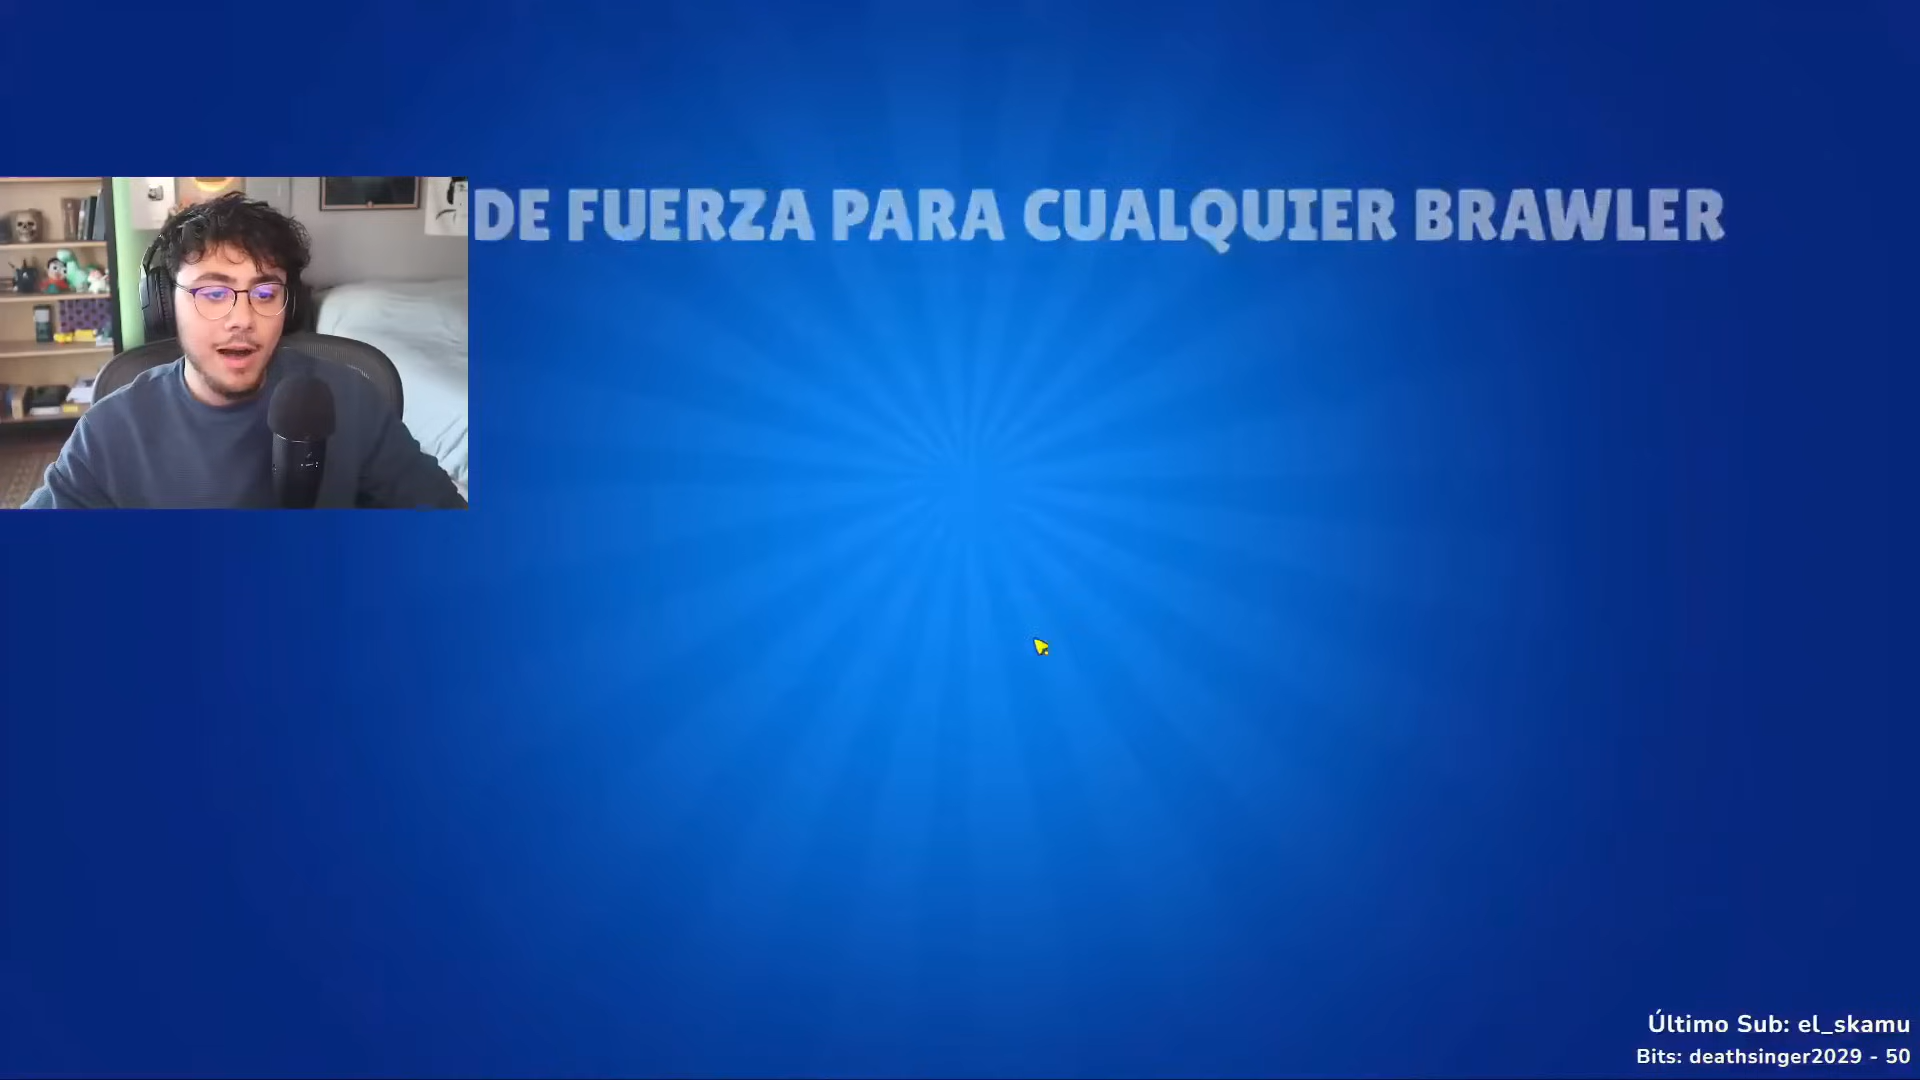 DE FUERZA PARA CUALQUIER BRAWLER
Último Sub: el_skamu
Bits: deathsinger2029 - 50